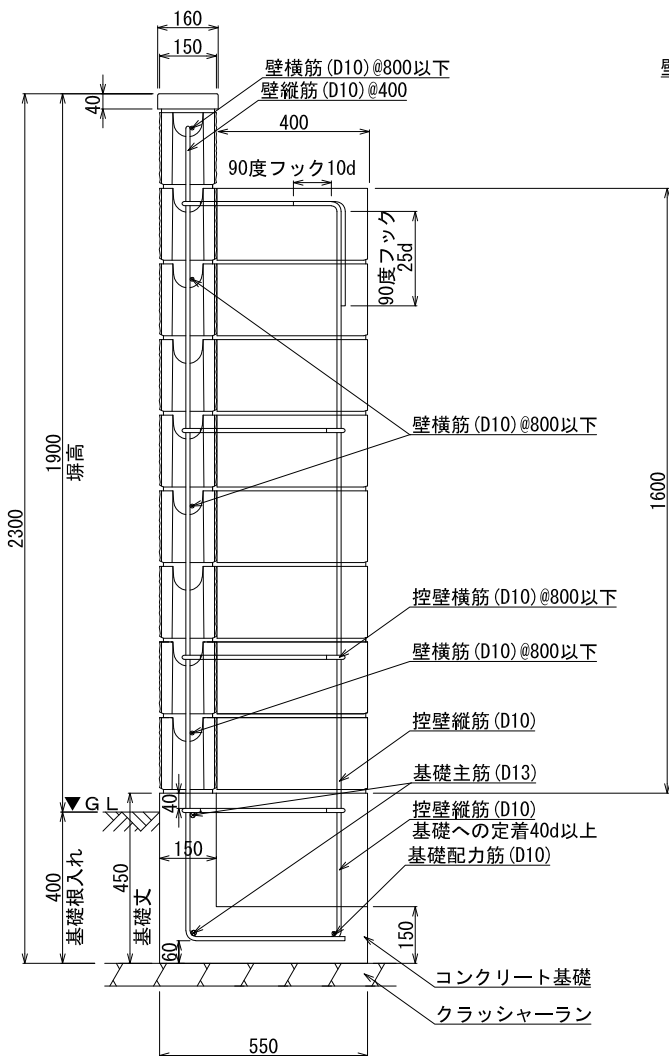 160
150
壁横筋(D10)@800以下
壁縦筋(D10)@400
40
400
90度フック10d
90度フック
25d
壁横筋(D10)@800以下
1900
塀高
2300
1600
控壁横筋(D10)@800以下
壁横筋(D10)@800以下
控壁縦筋(D10)
基礎主筋(D13)
▼GL
40
控壁縦筋(D10)
基礎への定着40d以上
基礎配力筋(D10)
150
400
基礎根入れ
450
基礎丈
60
150
コンクリート基礎
クラッシャーラン
550